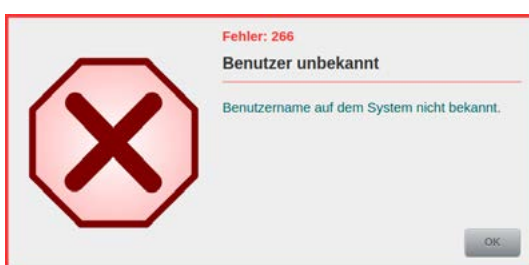 Fehler: 266
Benutzer unbekannt
Benutzername auf dem System nicht bekannt.
OK